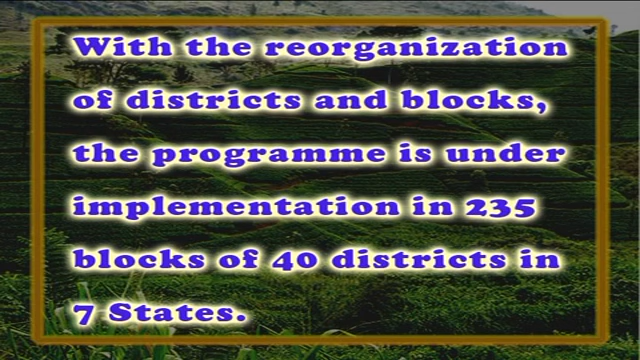 With the reorganization
of districts and blocks,
the programme is under
implementation in 235
blocks of 40 districts in
7 States.